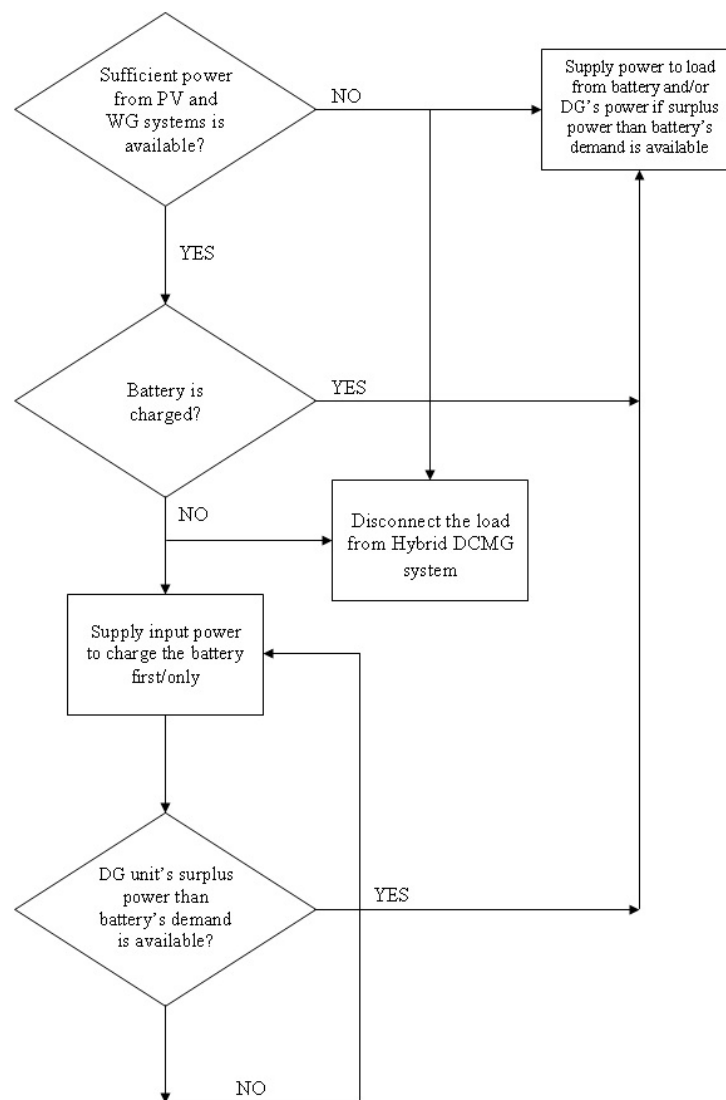 Sufficient power
from PV and
WG systems is
available?
NO
Supply power to load
from battery and/or
DG's power if surplus
power than battery's
demand is available
YES
Battery is
charged?
YES
NO
Disconnect the load
from Hybrid DCMG
system
Supply input power
to charge the battery
first/only
DG unit's surplus
power than
battery's demand
is available?
YES
NO